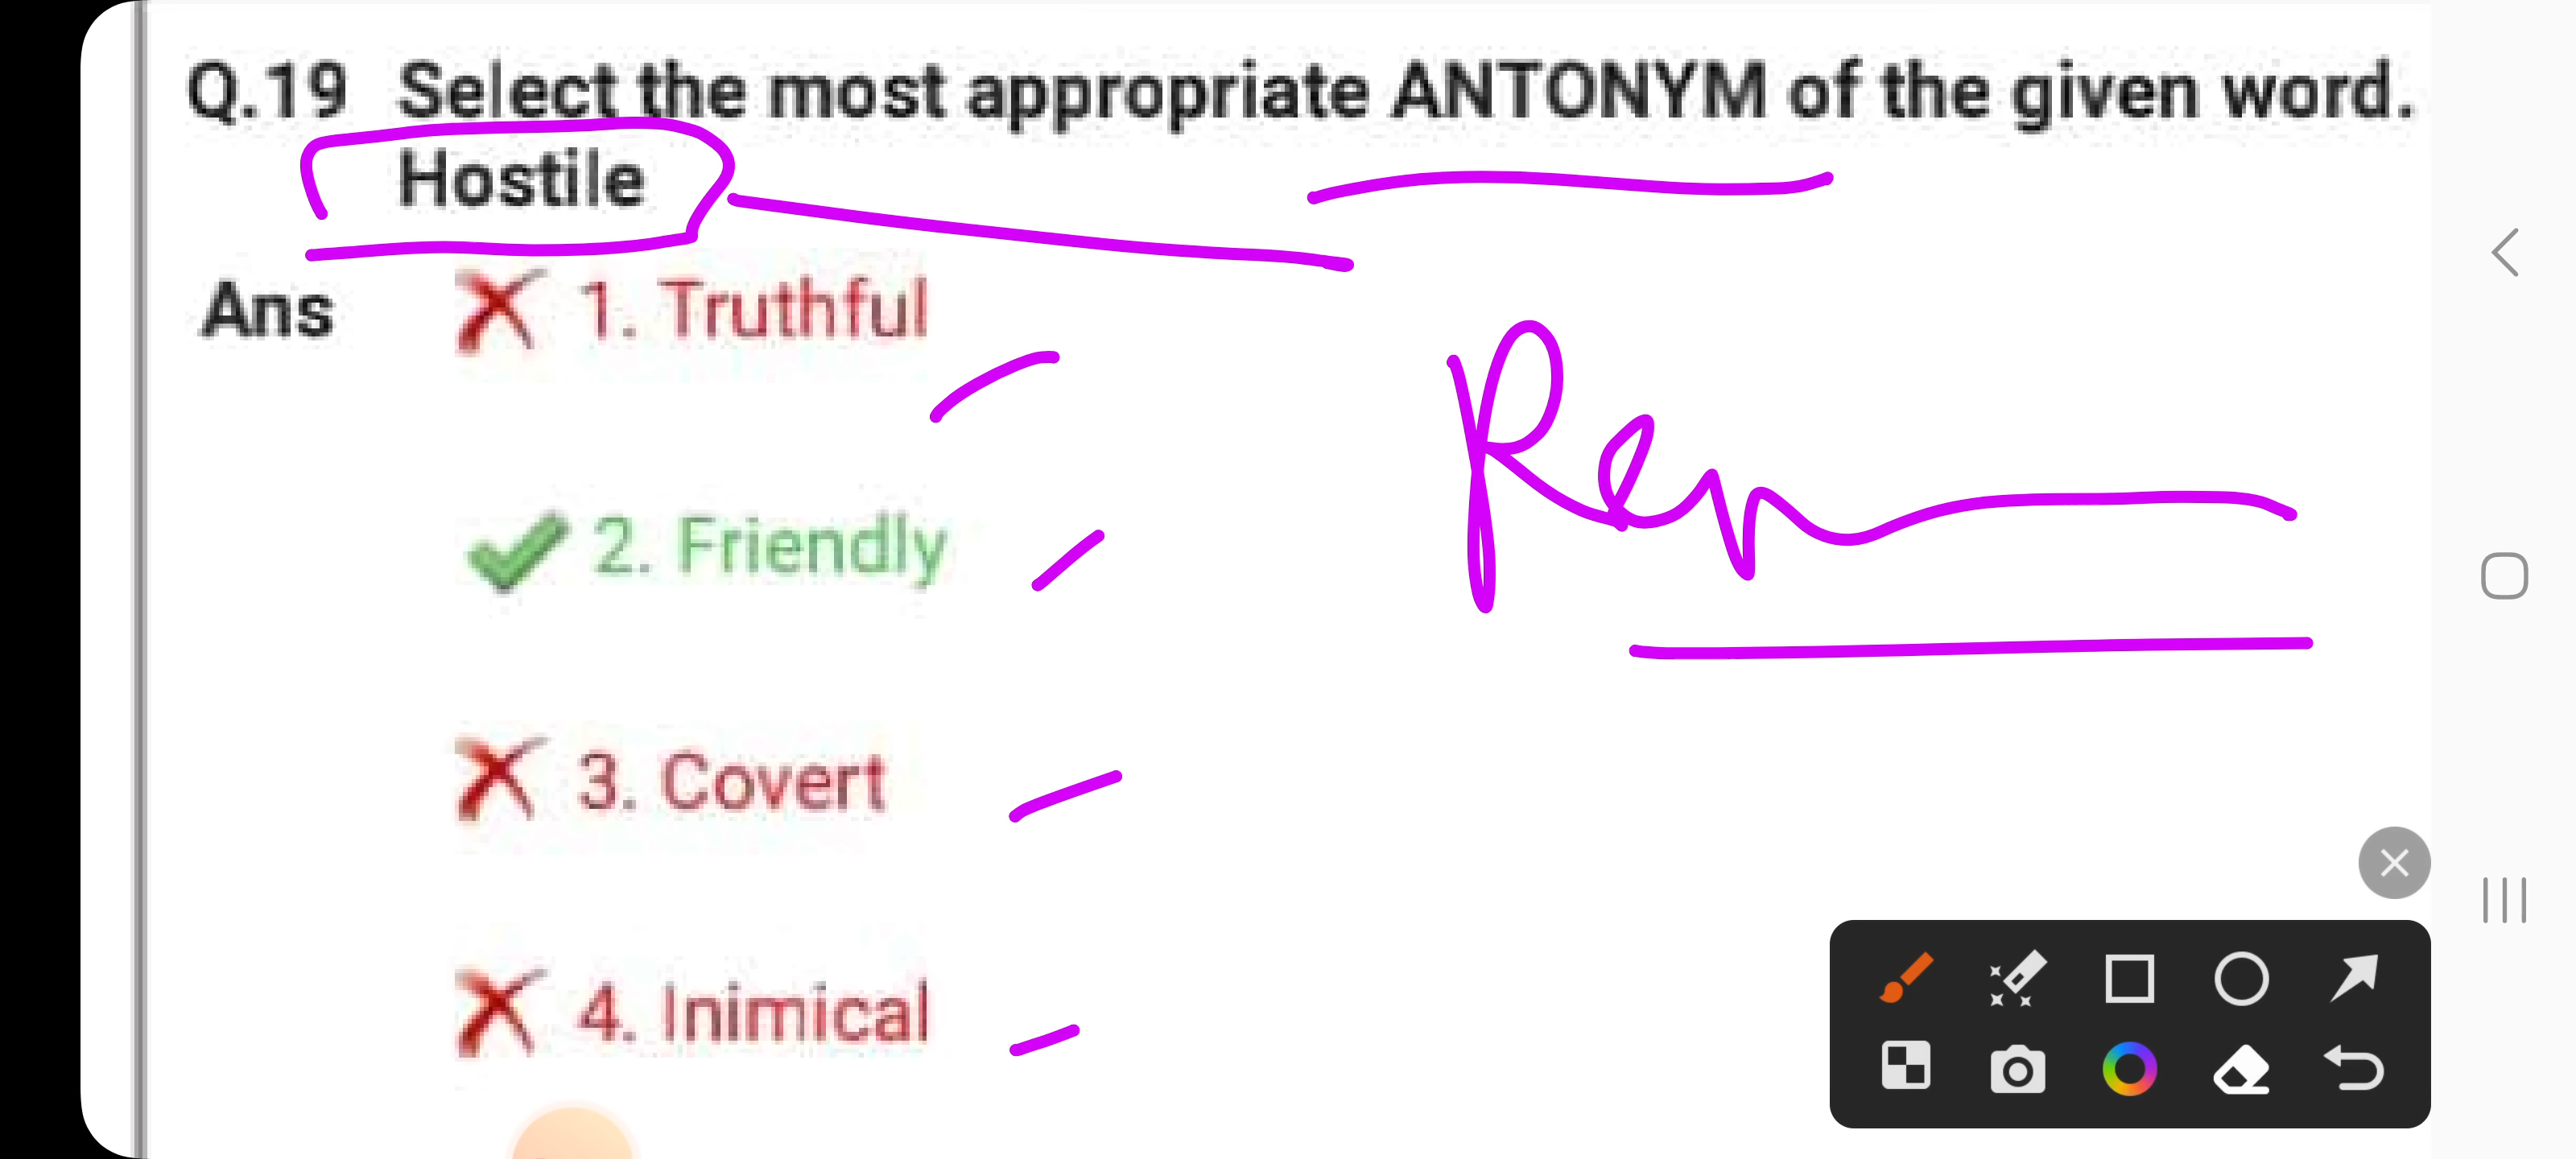 Q.19 Select the most appropriate ANTONYM of the given word.
Hostile
Ans 1. Truthful
2. Friendly
3. Covert
4. Inimical